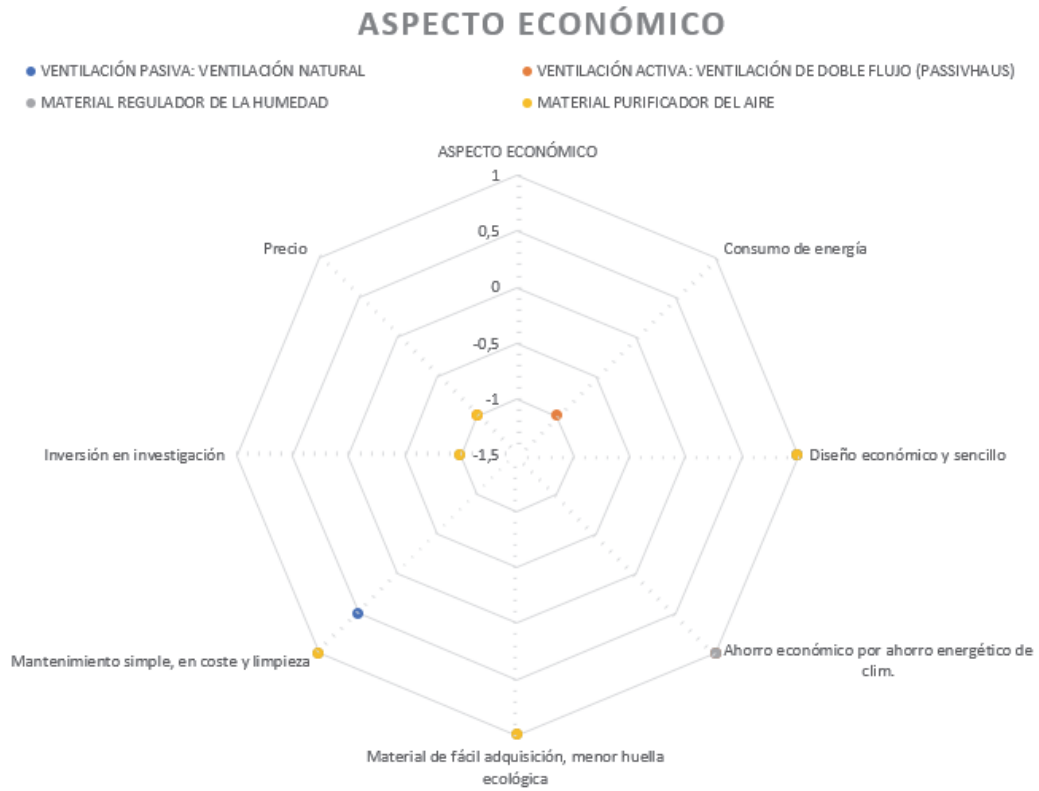 ASPECTO ECONÓMICO
VENTILACIÓN PASIVA: VENTILACIÓN NATURAL
VENTILACIÓN ACTIVA: VENTILACIÓN DE DOBLE FLUJO (PASSIVHAUS)
MATERIAL REGULADOR DE LA HUMEDAD
MATERIAL PURIFICADOR DEL AIRE
ASPECTO ECONÓMICO
1
0,5
0
-0,5
-1
-1,5
Precio
Consumo de energía
Inversión en investigación
Diseño económico y sencillo
Mantenimiento simple, en coste y limpieza
Ahorro económico por ahorro energético de
clim.
Material de fácil adquisición, menor huella
ecológica